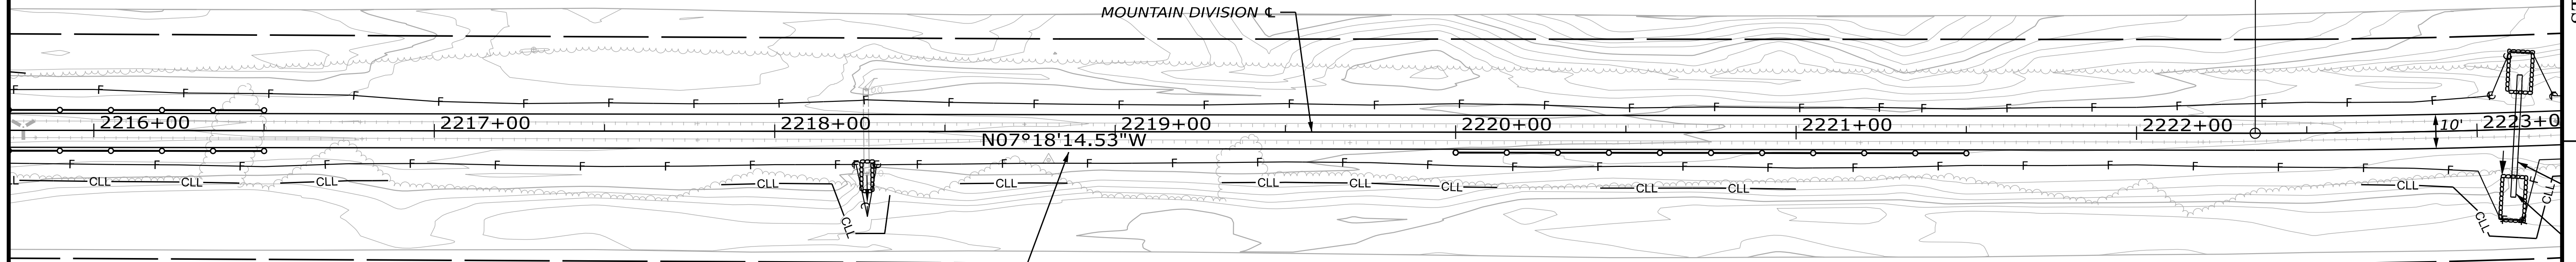 MOUNTAIN DIVISION ℄
F F F F F F F F F F F F F F F F F F F F F F F F F F F F F F
2216+00 2217+00 2218+00 2219+00 2220+00 2221+00 2222+00 2223+0
10'
N07°18'14.53"W
F F F F F F F F F F F F F F F F F F F F F F F F F F F F F
C C
L CLL CLL CLL CLL CLL CLL CLL CLL CLL CLL CLL
CLL CLL CLL